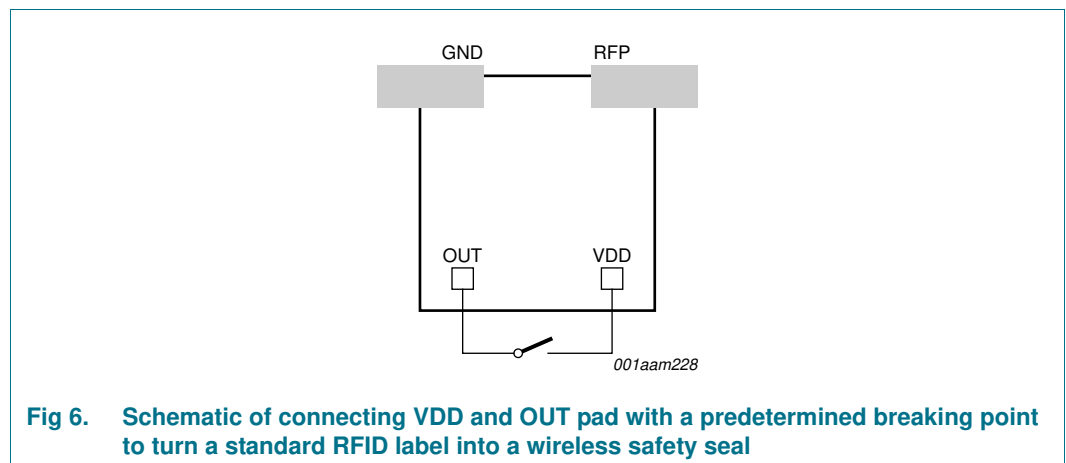 GND RFP
OUT VDD
001aam228
Fig 6. Schematic of connecting VDD and OUT pad with a predetermined breaking point
to turn a standard RFID label into a wireless safety seal